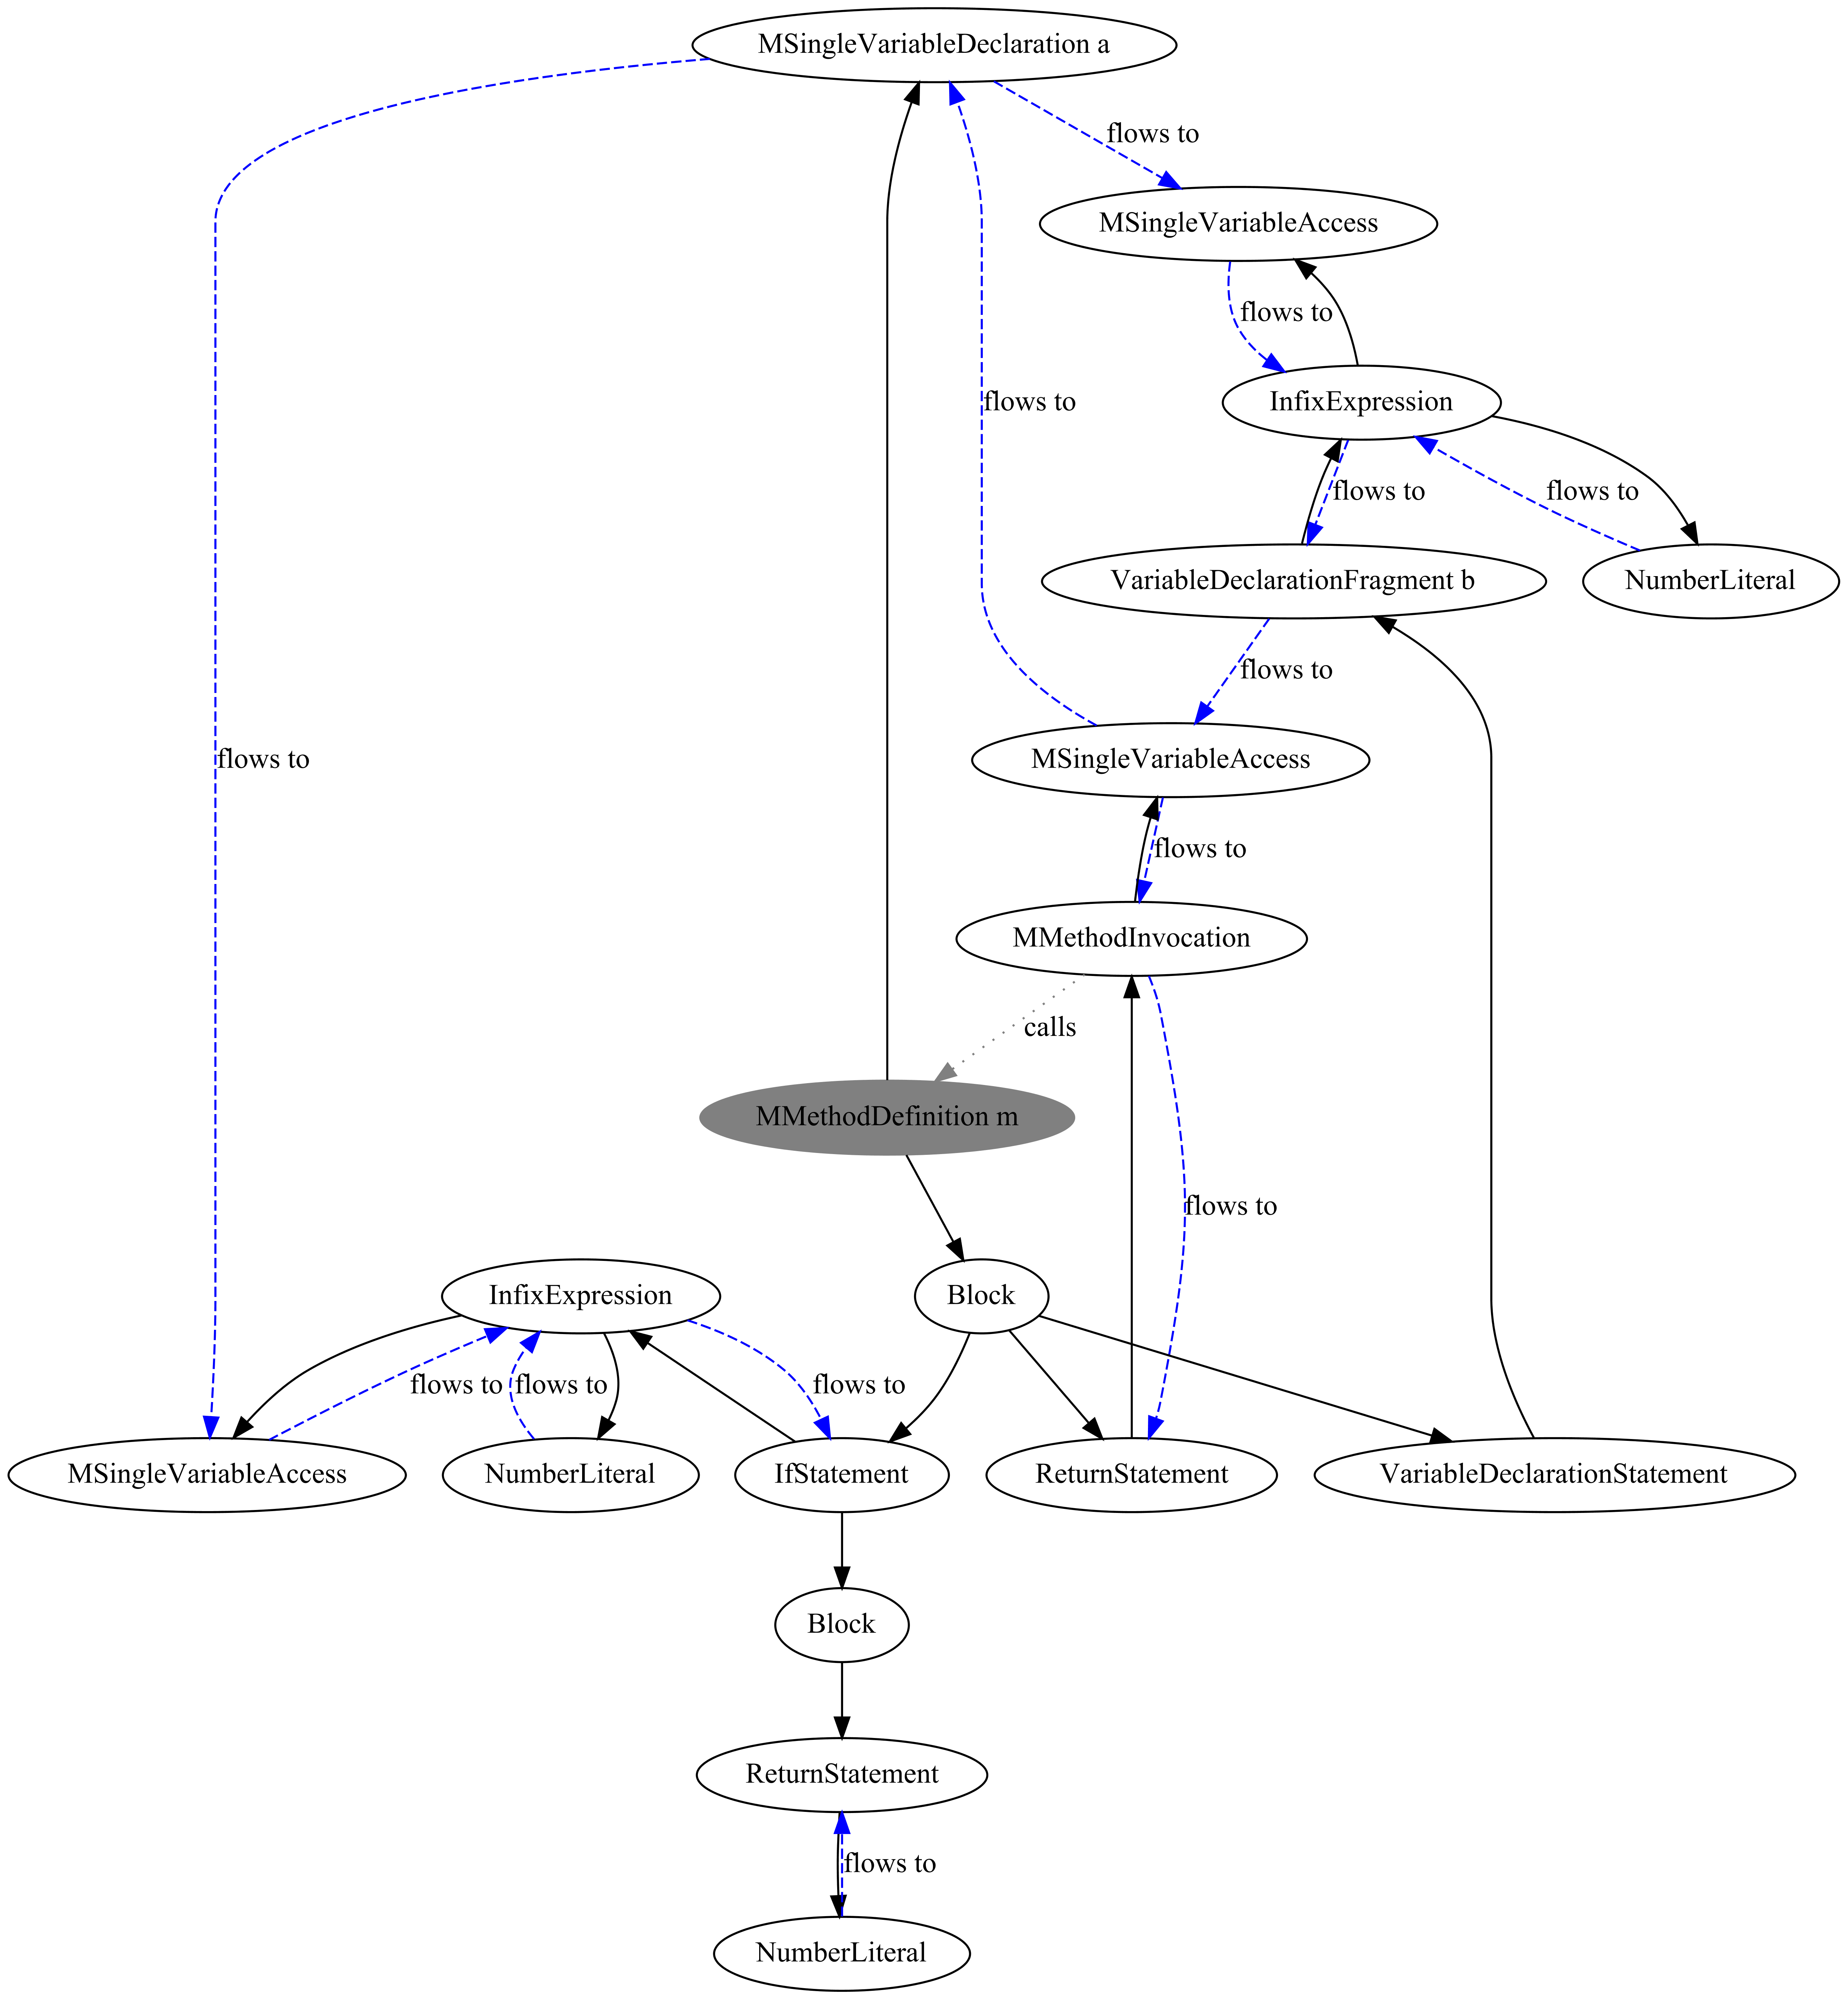 MSingleVariableDeclaration a
flows to
MSingleVariableAccess
flows to
InfixExpression
flows to
flows to
flows to
VariableDeclarationFragment b
NumberLiteral
flows to
flows to
MSingleVariableAccess
flows to
MMethodInvocation
calls
MMethodDefinition m
flows to
InfixExpression
Block
flows to
flows to
flows to
MSingleVariableAccess
NumberLiteral
IfStatement
ReturnStatement
VariableDeclarationStatement
Block
ReturnStatement
flows to
NumberLiteral